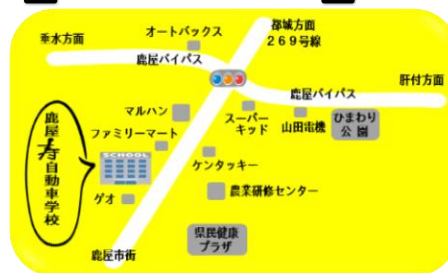 オートバックス
都城方面
269号線
垂水方面
鹿屋バイパス
肝付方面
鹿屋バイパス
マルハン
スーパー
キッド
山田電機
ひまわり
公園
ファミリーマート
鹿屋寿自動車学校
SCHOOL
ケンタッキー
農業研修センター
ゲオ
県民健康
プラザ
鹿屋市街